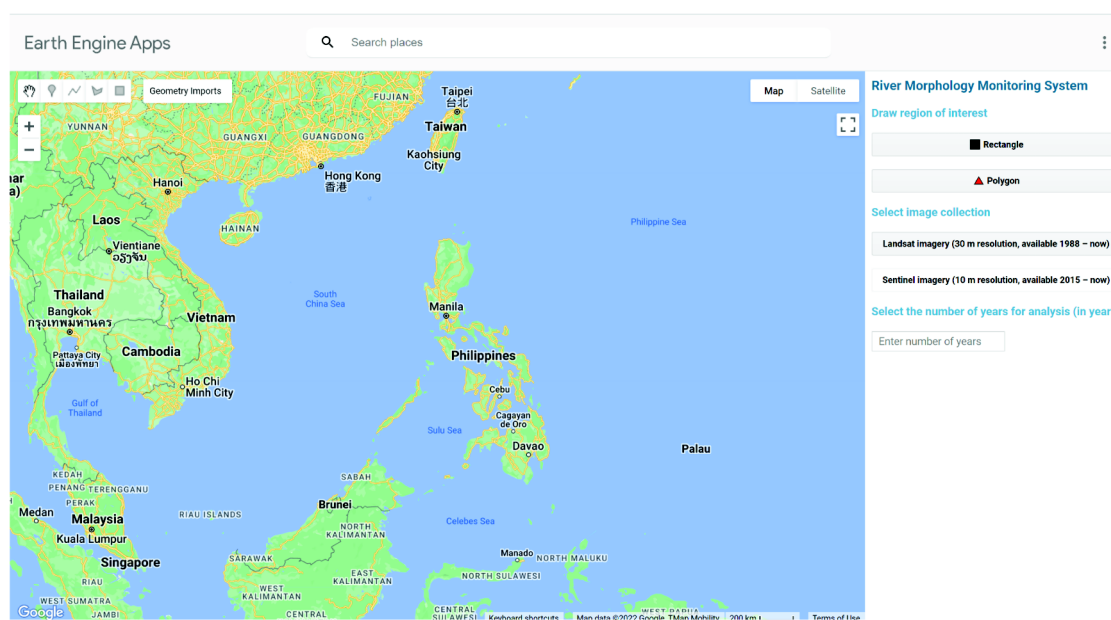 Earth Engine Apps
Search places
Geometry Imports
Map
Satellite
+
−
River Morphology Monitoring System
Draw region of interest
Rectangle
Polygon
Select image collection
Landsat imagery (30 m resolution, available 1988 – now)
Sentinel imagery (10 m resolution, available 2015 – now)
Select the number of years for analysis (in year
Enter number of years
Taipei
台北
FUJIAN
YUNNAN
Taiwan
GUANGXI
GUANGDONG
Kaohsiung
City
Hong Kong
香港
Hanoi
Laos
HAINAN
Philippine Sea
Vientiane
ວຽງຈັນ
Thailand
South
China Sea
Bangkok
กรุงเทพมหานคร
Manila
Vietnam
Pattaya City
เมืองพัทยา
Cambodia
Philippines
Ho Chi
Minh City
Cebu
Gulf of
Thailand
Cagayan
de Oro
Sulu Sea
Davao
Palau
KEDAH
PENANG
TERENGGANU
SABAH
PERAK
Medan
Malaysia
RIAU ISLANDS
Brunei
Celebes Sea
NORTH
KALIMANTAN
Kuala Lumpur
Manado
NORTH MALUKU
Singapore
SARAWAK
NORTH SULAWESI
RIAU
EAST
KALIMANTAN
WEST
KALIMANTAN
WEST SUMATRA
Google
JAMBI
CENTRAL
CENTRAL
SULAWESI
WEST PAPUA
Keyboard shortcuts
Map data ©2022 Google, TMap Mobility
200 km
Terms of Use